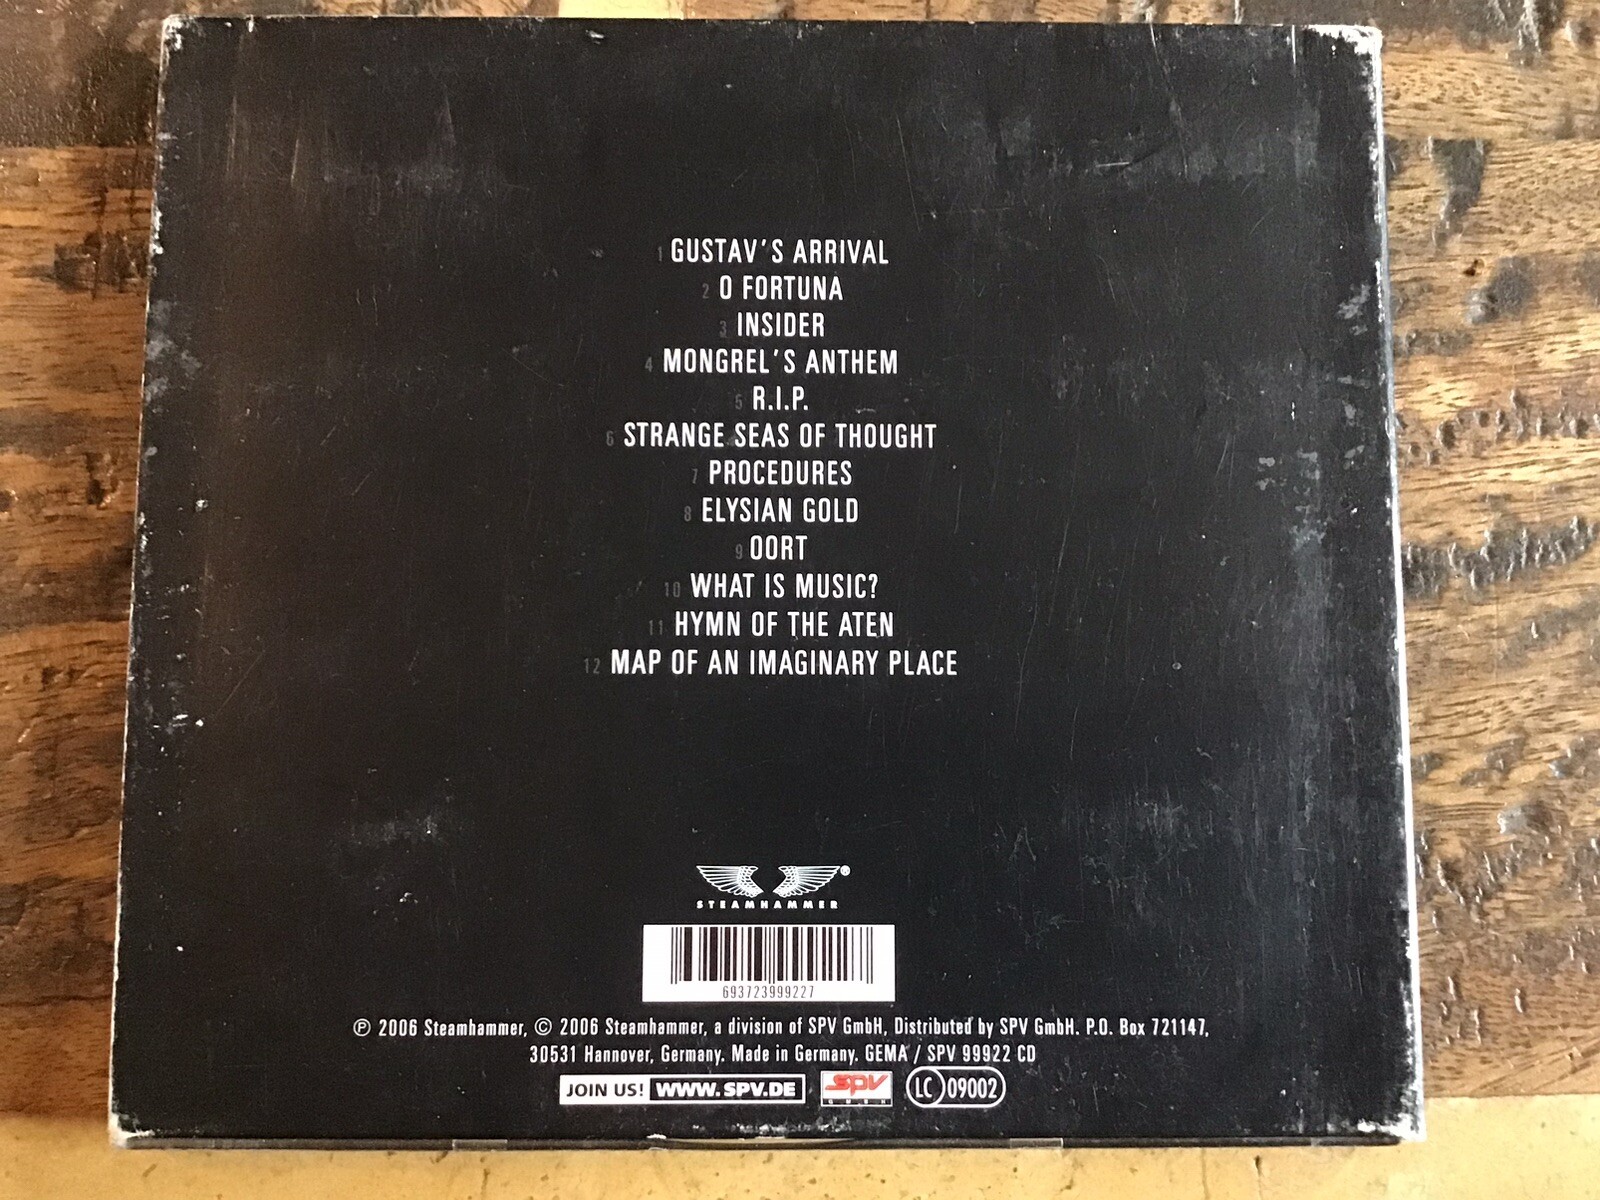 1 GUSTAV'S ARRIVAL
2 O FORTUNA
3 INSIDER
4 MONGREL'S ANTHEM
5 R.I.P.
6 STRANGE SEAS OF THOUGHT
7 PROCEDURES
8 ELYSIAN GOLD
9 OORT
10 WHAT IS MUSIC?
11 HYMN OF THE ATEN
12 MAP OF AN IMAGINARY PLACE
®
STEAMHAMMER
693723999227
℗ 2006 Steamhammer, © 2006 Steamhammer, a division of SPV GmbH, Distributed by SPV GmbH. P.O. Box 721147,
30531 Hannover, Germany. Made in Germany. GEMA / SPV 99922 CD
JOIN US! WWW.SPV.DE spv GMBH LC 09002